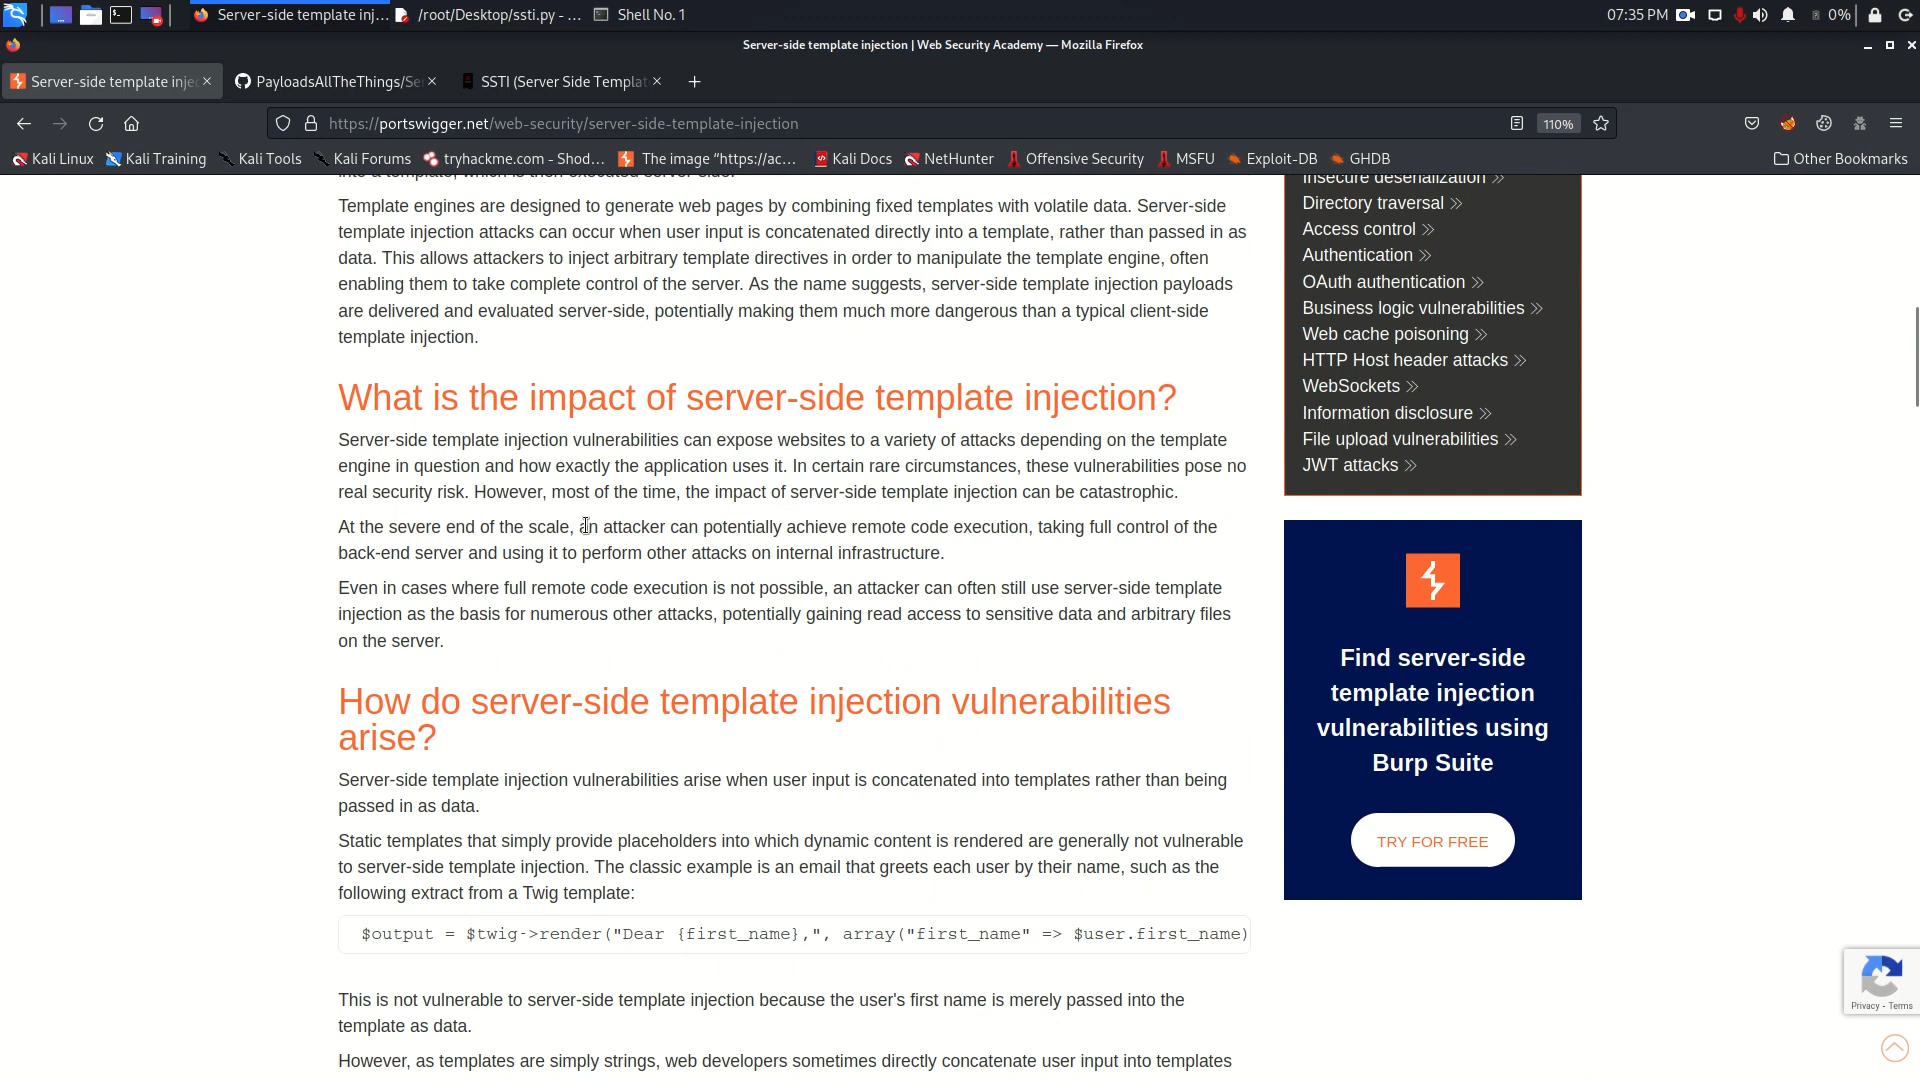 Server-side template inj...
/root/Desktop/ssti.py - ...
Shell No. 1
07:35 PM
0%
Server-side template injection | Web Security Academy — Mozilla Firefox
Server-side template inje
PayloadsAllTheThings/Se
SSTI (Server Side Templat
https://portswigger.net/web-security/server-side-template-injection
110%
Kali Linux
Kali Training
Kali Tools
Kali Forums
tryhackme.com - Shod...
The image "https://ac...
Kali Docs
NetHunter
Offensive Security
MSFU
Exploit-DB
GHDB
Other Bookmarks
into a template, which is then executed server-side.
Template engines are designed to generate web pages by combining fixed templates with volatile data. Server-side
template injection attacks can occur when user input is concatenated directly into a template, rather than passed in as
data. This allows attackers to inject arbitrary template directives in order to manipulate the template engine, often
enabling them to take complete control of the server. As the name suggests, server-side template injection payloads
are delivered and evaluated server-side, potentially making them much more dangerous than a typical client-side
template injection.
What is the impact of server-side template injection?
Server-side template injection vulnerabilities can expose websites to a variety of attacks depending on the template
engine in question and how exactly the application uses it. In certain rare circumstances, these vulnerabilities pose no
real security risk. However, most of the time, the impact of server-side template injection can be catastrophic.
At the severe end of the scale, an attacker can potentially achieve remote code execution, taking full control of the
back-end server and using it to perform other attacks on internal infrastructure.
Even in cases where full remote code execution is not possible, an attacker can often still use server-side template
injection as the basis for numerous other attacks, potentially gaining read access to sensitive data and arbitrary files
on the server.
How do server-side template injection vulnerabilities
arise?
Server-side template injection vulnerabilities arise when user input is concatenated into templates rather than being
passed in as data.
Static templates that simply provide placeholders into which dynamic content is rendered are generally not vulnerable
to server-side template injection. The classic example is an email that greets each user by their name, such as the
following extract from a Twig template:
$output = $twig->render("Dear {first_name},", array("first_name" => $user.first_name)
This is not vulnerable to server-side template injection because the user's first name is merely passed into the
template as data.
However, as templates are simply strings, web developers sometimes directly concatenate user input into templates
Insecure deserialization
Directory traversal
Access control
Authentication
OAuth authentication
Business logic vulnerabilities
Web cache poisoning
HTTP Host header attacks
WebSockets
Information disclosure
File upload vulnerabilities
JWT attacks
Find server-side
template injection
vulnerabilities using
Burp Suite
TRY FOR FREE
Privacy - Terms